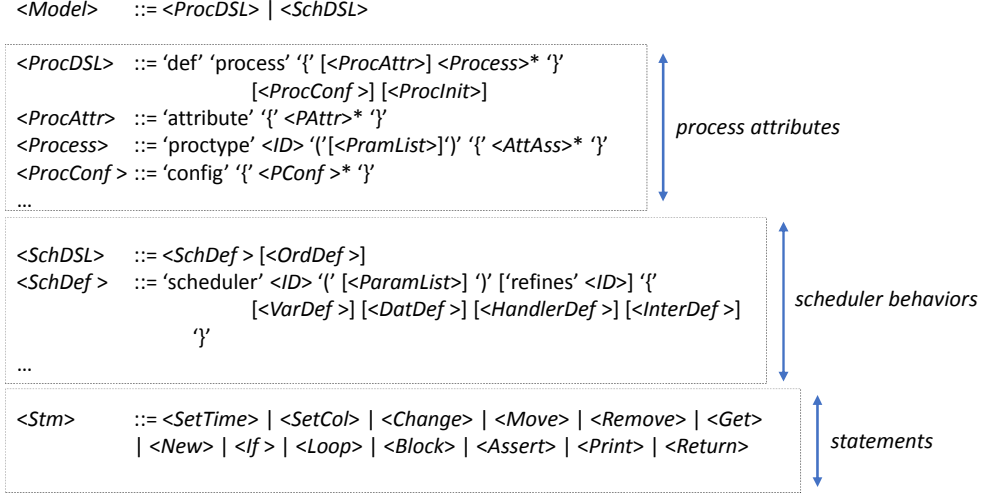 <Model> ::= <ProcDSL> | <SchDSL>
<ProcDSL> ::= ‘def’ ‘process’ ‘{’ [<ProcAttr>] <Process>* ‘}’
[<ProcConf >] [<ProcInit>]
<ProcAttr> ::= ‘attribute’ ‘{’ <PAttr>* ‘}’
<Process> ::= ‘proctype’ <ID> ‘(’[<PramList>]‘)’ ‘{’ <AttAss>* ‘}’
<ProcConf > ::= ‘config’ ‘{’ <PConf >* ‘}’
...
process attributes
<SchDSL> ::= <SchDef > [<OrdDef >]
<SchDef > ::= ‘scheduler’ <ID> ‘(’ [<ParamList>] ‘)’ [‘refines’ <ID>] ‘{’
[<VarDef >] [<DatDef >] [<HandlerDef >] [<InterDef >]
‘}’
...
scheduler behaviors
<Stm> ::= <SetTime> | <SetCol> | <Change> | <Move> | <Remove> | <Get>
| <New> | <If > | <Loop> | <Block> | <Assert> | <Print> | <Return>
statements